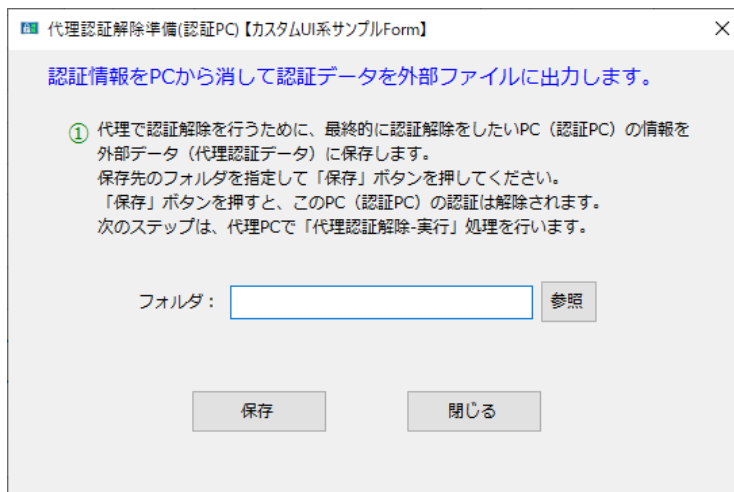 代理認証解除準備(認証PC)【カスタムUI系サンプルForm】
認証情報をPCから消して認証データを外部ファイルに出力します。
① 代理で認証解除を行うために、最終的に認証解除をしたいPC（認証PC）の情報を
外部データ（代理認証データ）に保存します。
保存先のフォルダを指定して「保存」ボタンを押してください。
「保存」ボタンを押すと、このPC（認証PC）の認証は解除されます。
次のステップは、代理PCで「代理認証解除-実行」処理を行います。
フォルダ： 参照
保存 閉じる